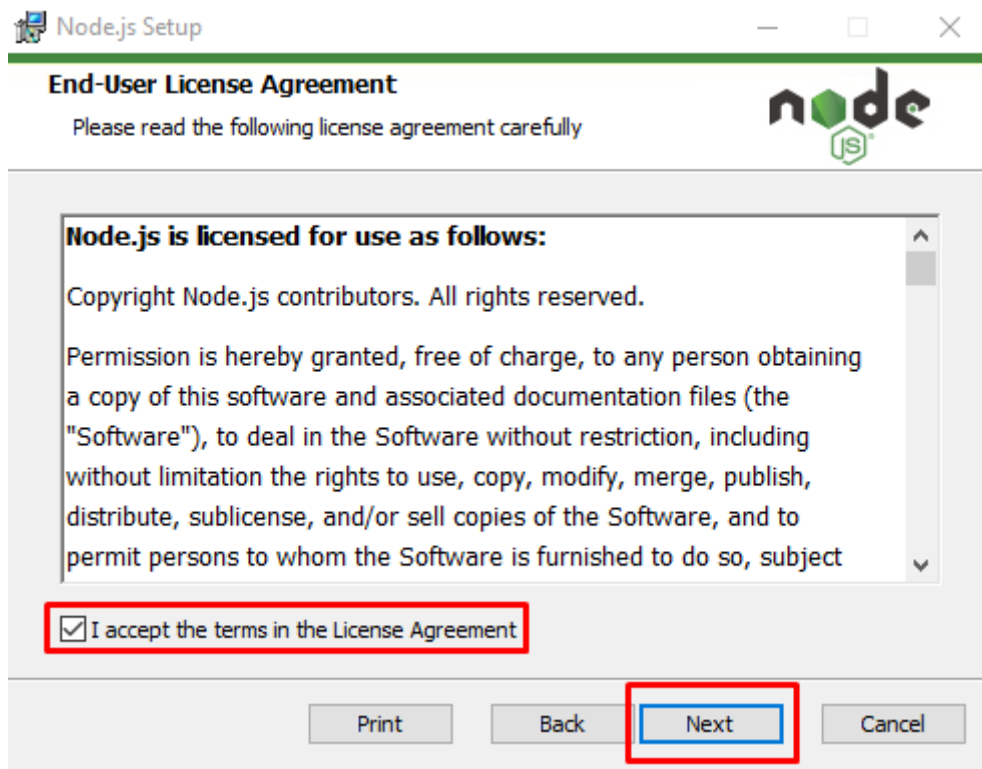 Node.js Setup
End-User License Agreement
Please read the following license agreement carefully
node
JS
Node.js is licensed for use as follows:
Copyright Node.js contributors. All rights reserved.
Permission is hereby granted, free of charge, to any person obtaining
a copy of this software and associated documentation files (the
"Software"), to deal in the Software without restriction, including
without limitation the rights to use, copy, modify, merge, publish,
distribute, sublicense, and/or sell copies of the Software, and to
permit persons to whom the Software is furnished to do so, subject
I accept the terms in the License Agreement
Print Back Next Cancel